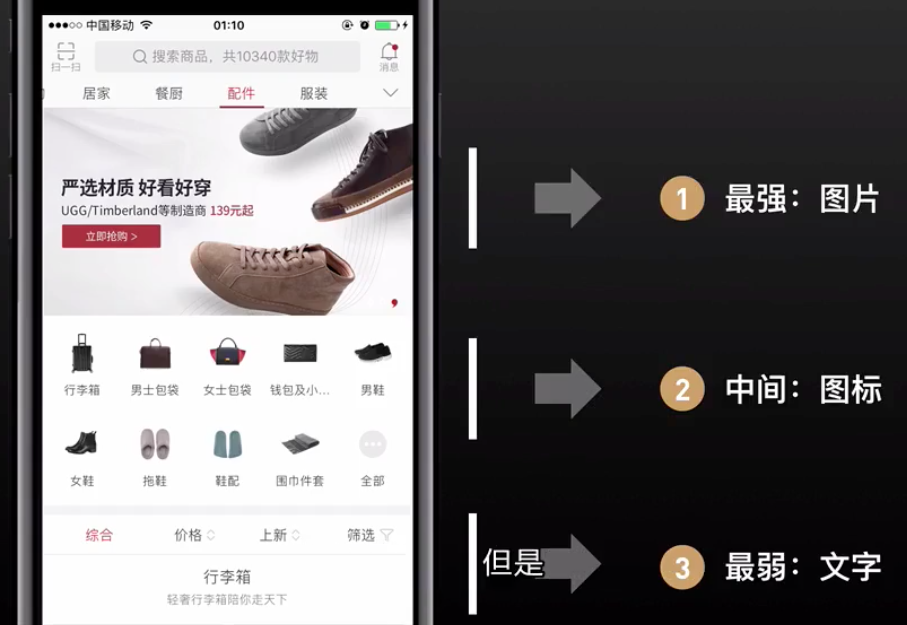 中国移动
01:10
扫一扫
搜索商品，共10340款好物
消息
居家 餐厨 配件 服装
严选材质 好看好穿
UGG/Timberland等制造商 139元起
立即抢购 >
行李箱 男士包袋 女士包袋 钱包及小... 男鞋
女鞋 拖鞋 鞋配 围巾件套 全部
综合 价格 上新 筛选
行李箱
轻奢行李箱陪你走天下
1 最强：图片
2 中间：图标
但是
3 最弱：文字